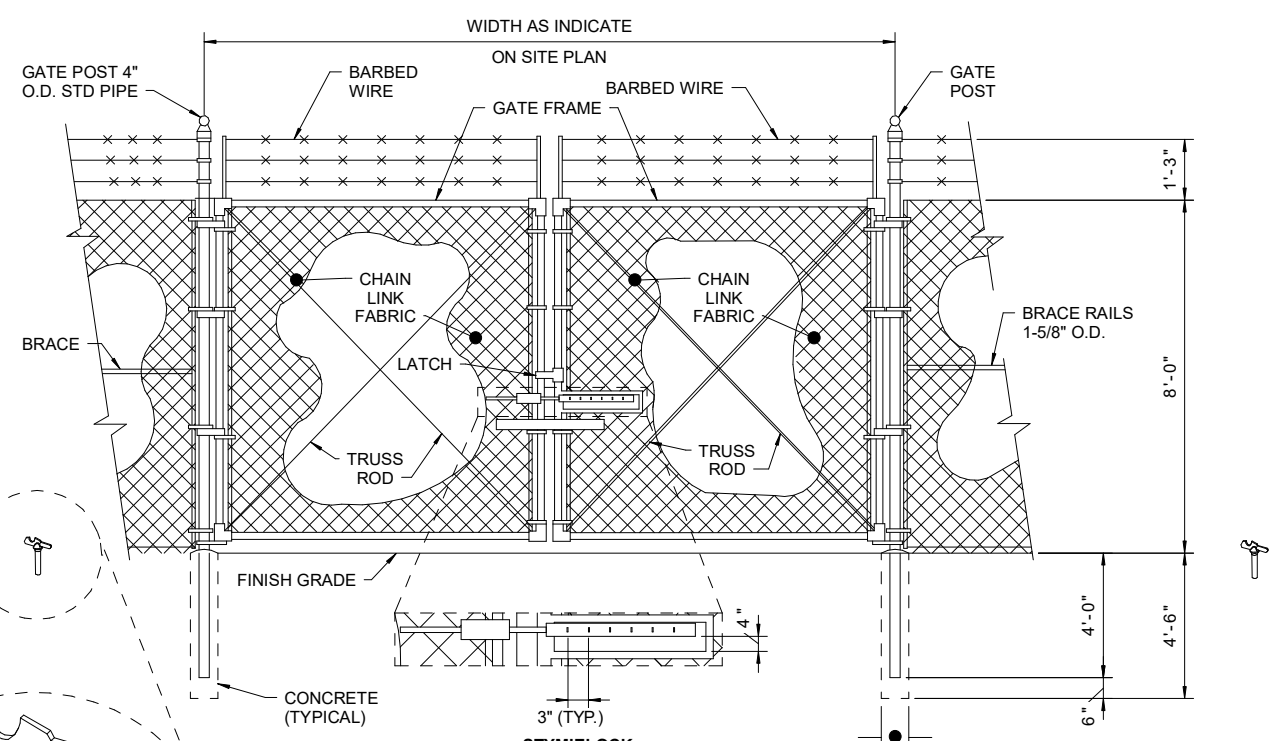 WIDTH AS INDICATE
ON SITE PLAN
GATE POST 4"
O.D. STD PIPE
BARBED
WIRE
BARBED WIRE
GATE
POST
GATE FRAME
1'-3"
CHAIN
LINK
FABRIC
CHAIN
LINK
FABRIC
BRACE RAILS
1-5/8" O.D.
BRACE
LATCH
8'-0"
TRUSS
ROD
TRUSS
ROD
FINISH GRADE
4"
4'-0"
4'-6"
CONCRETE
(TYPICAL)
3" (TYP.)
6"